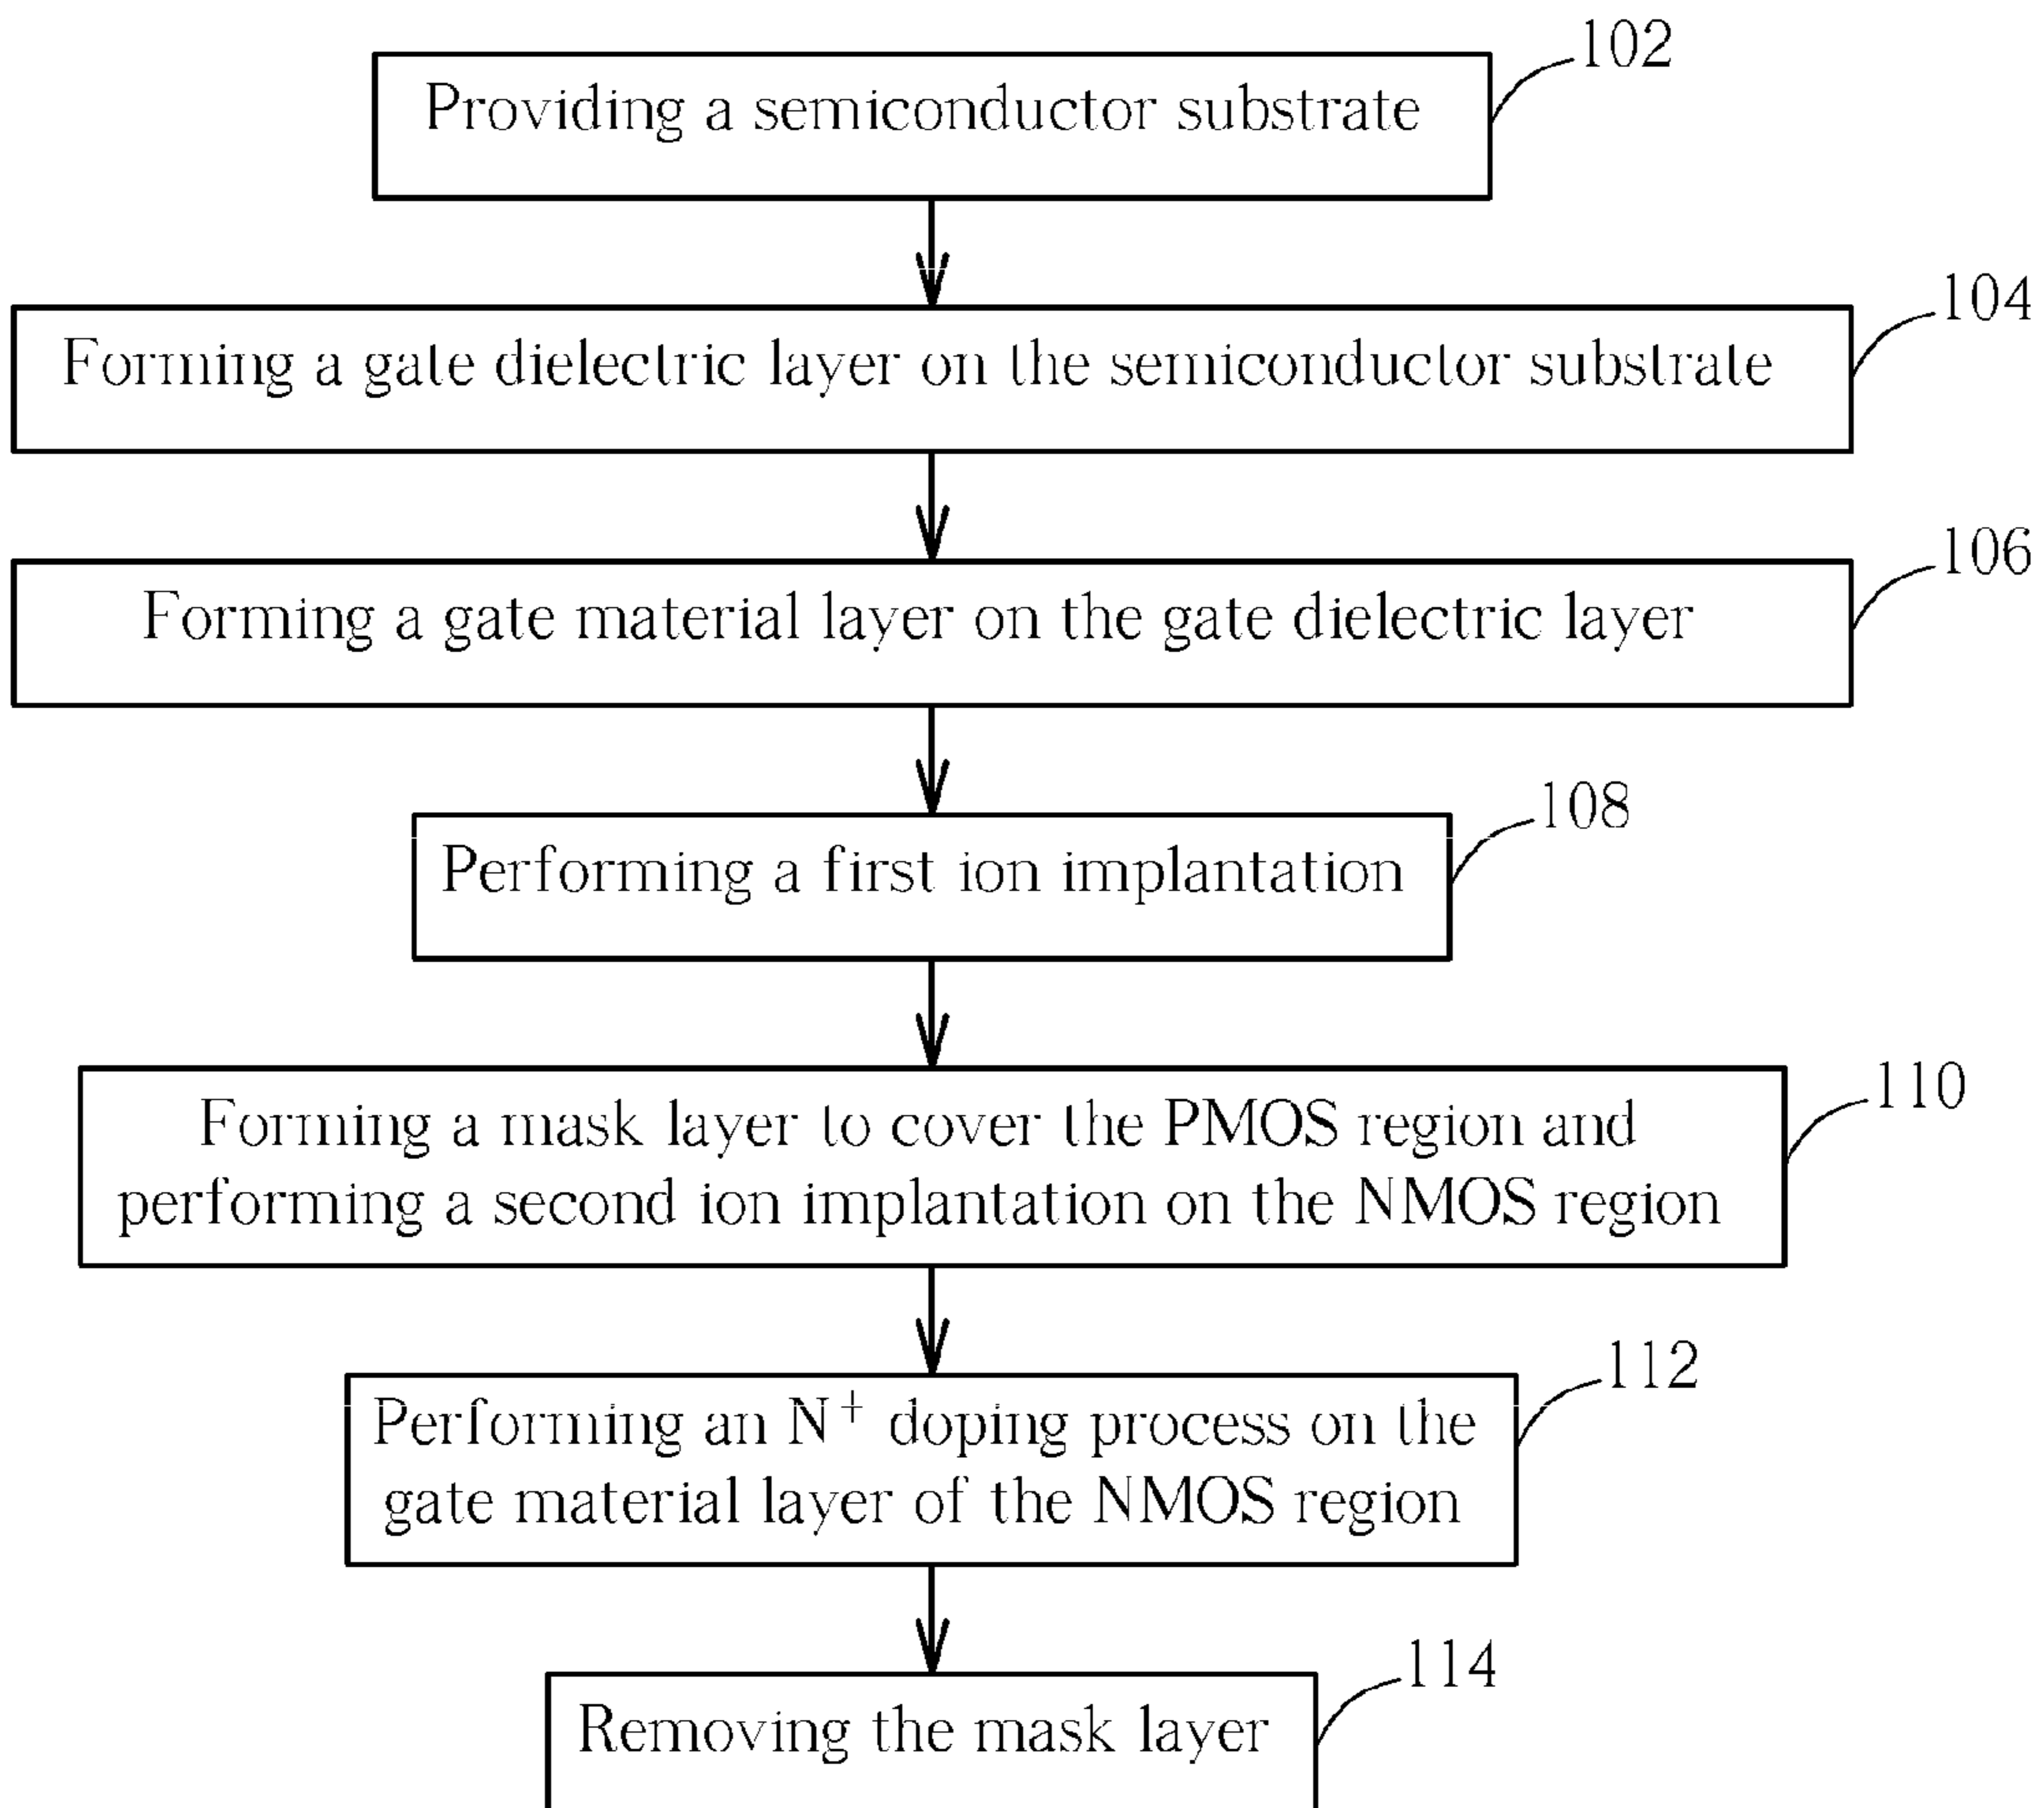 102
Providing a semiconductor substrate
104
Forming a gate dielectric layer on the semiconductor substrate
106
Forming a gate material layer on the gate dielectric layer
108
Performing a first ion implantation
110
Forming a mask layer to cover the PMOS region and
performing a second ion implantation on the NMOS region
112
Performing an N⁺ doping process on the
gate material layer of the NMOS region
114
Removing the mask layer